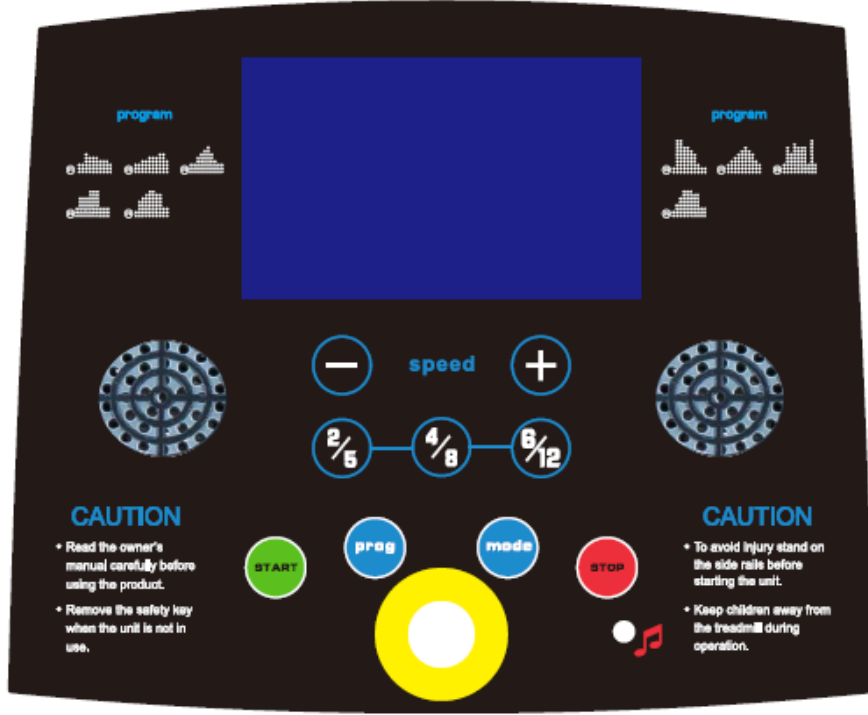 program
program
speed
2/5
4/8
6/12
CAUTION
• Read the owner's
manual carefully before
using the product.
• Remove the safety key
when the unit is not in
use.
START
prog
mode
STOP
CAUTION
• To avoid injury stand on
the side rails before
starting the unit.
• Keep children away from
the treadmill during
operation.